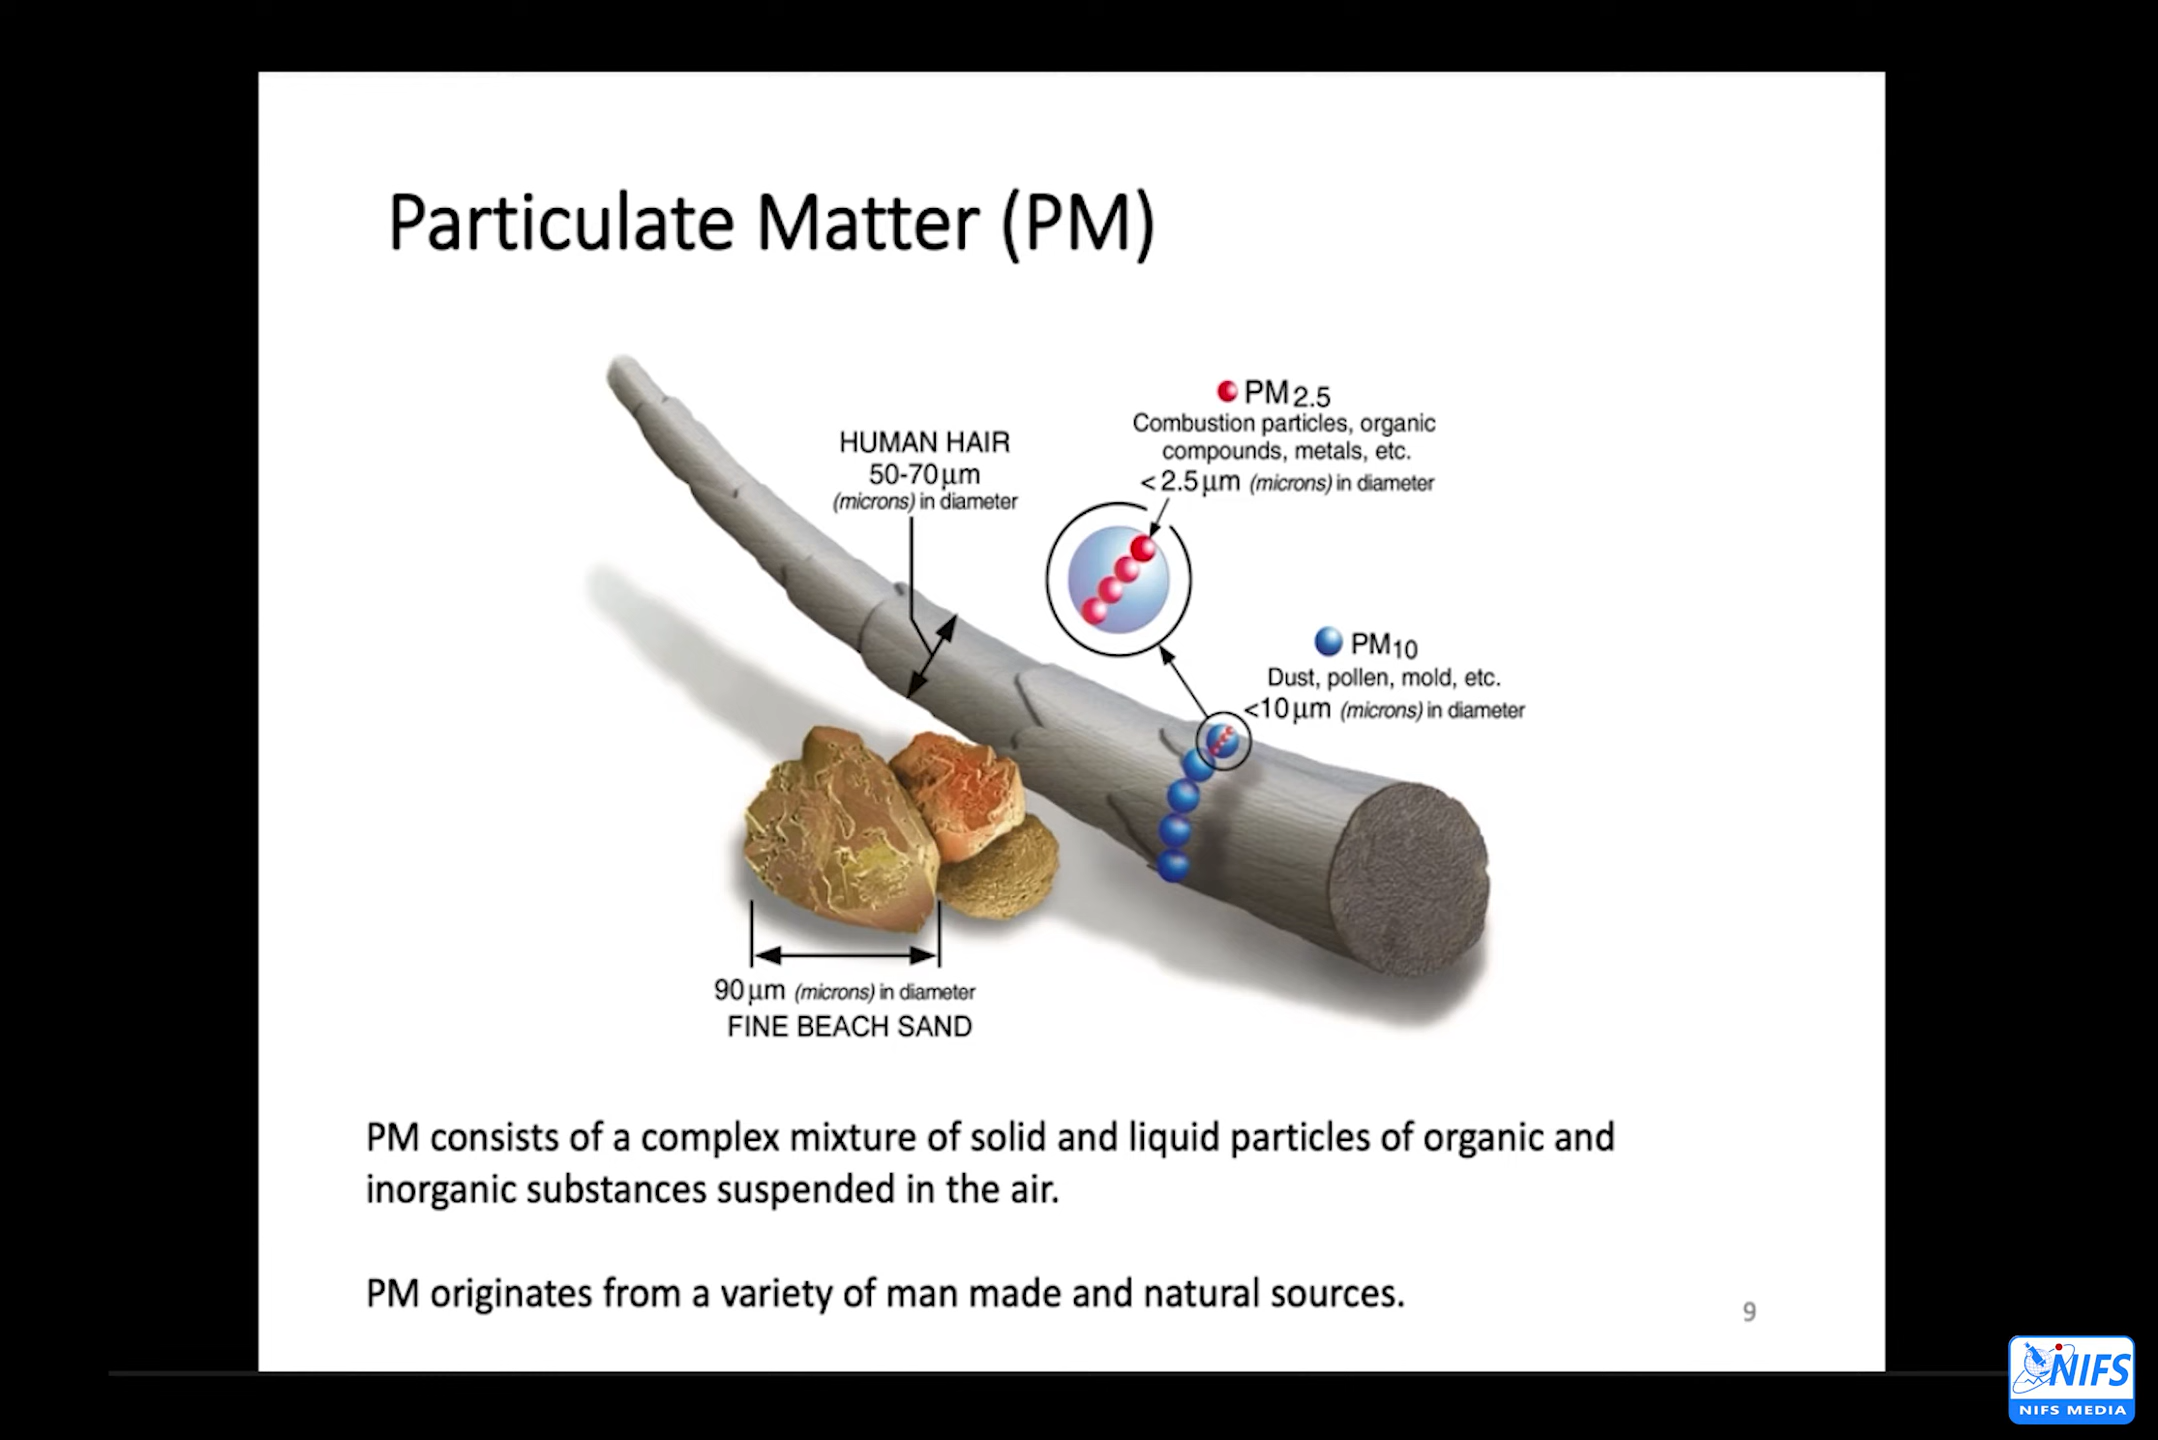 Particulate Matter (PM)
PM2.5
Combustion particles, organic
compounds, metals, etc.
<2.5μm (microns) in diameter
HUMAN HAIR
50-70μm
(microns) in diameter
PM10
Dust, pollen, mold, etc.
<10μm (microns) in diameter
90μm (microns) in diameter
FINE BEACH SAND
PM consists of a complex mixture of solid and liquid particles of organic and
inorganic substances suspended in the air.
PM originates from a variety of man made and natural sources.
9
NIFS
NIFS MEDIA